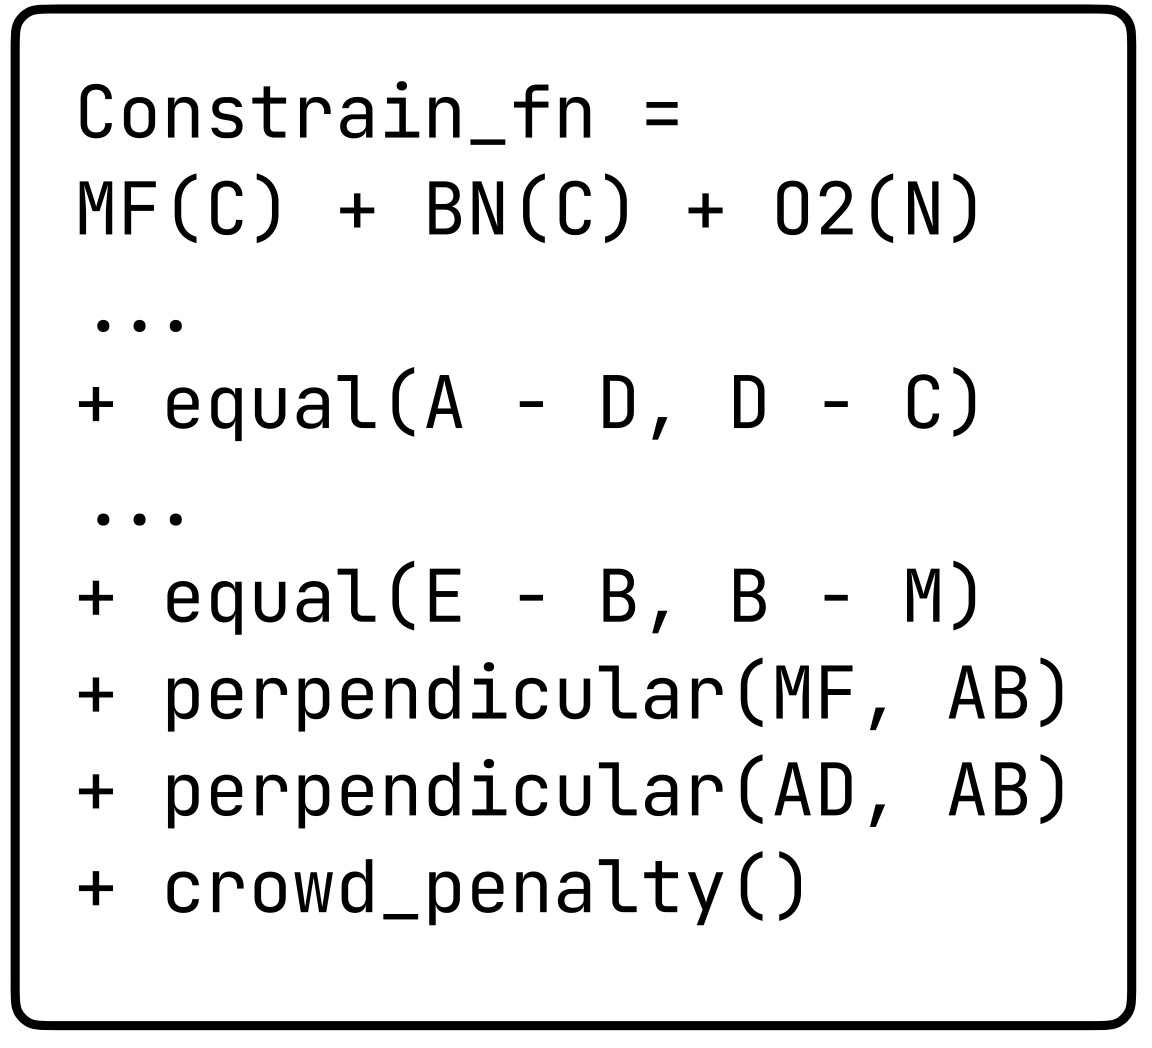 Constrain_fn =
MF(C) + BN(C) + O2(N)
...
+ equal(A - D, D - C)
...
+ equal(E - B, B - M)
+ perpendicular(MF, AB)
+ perpendicular(AD, AB)
+ crowd_penalty()